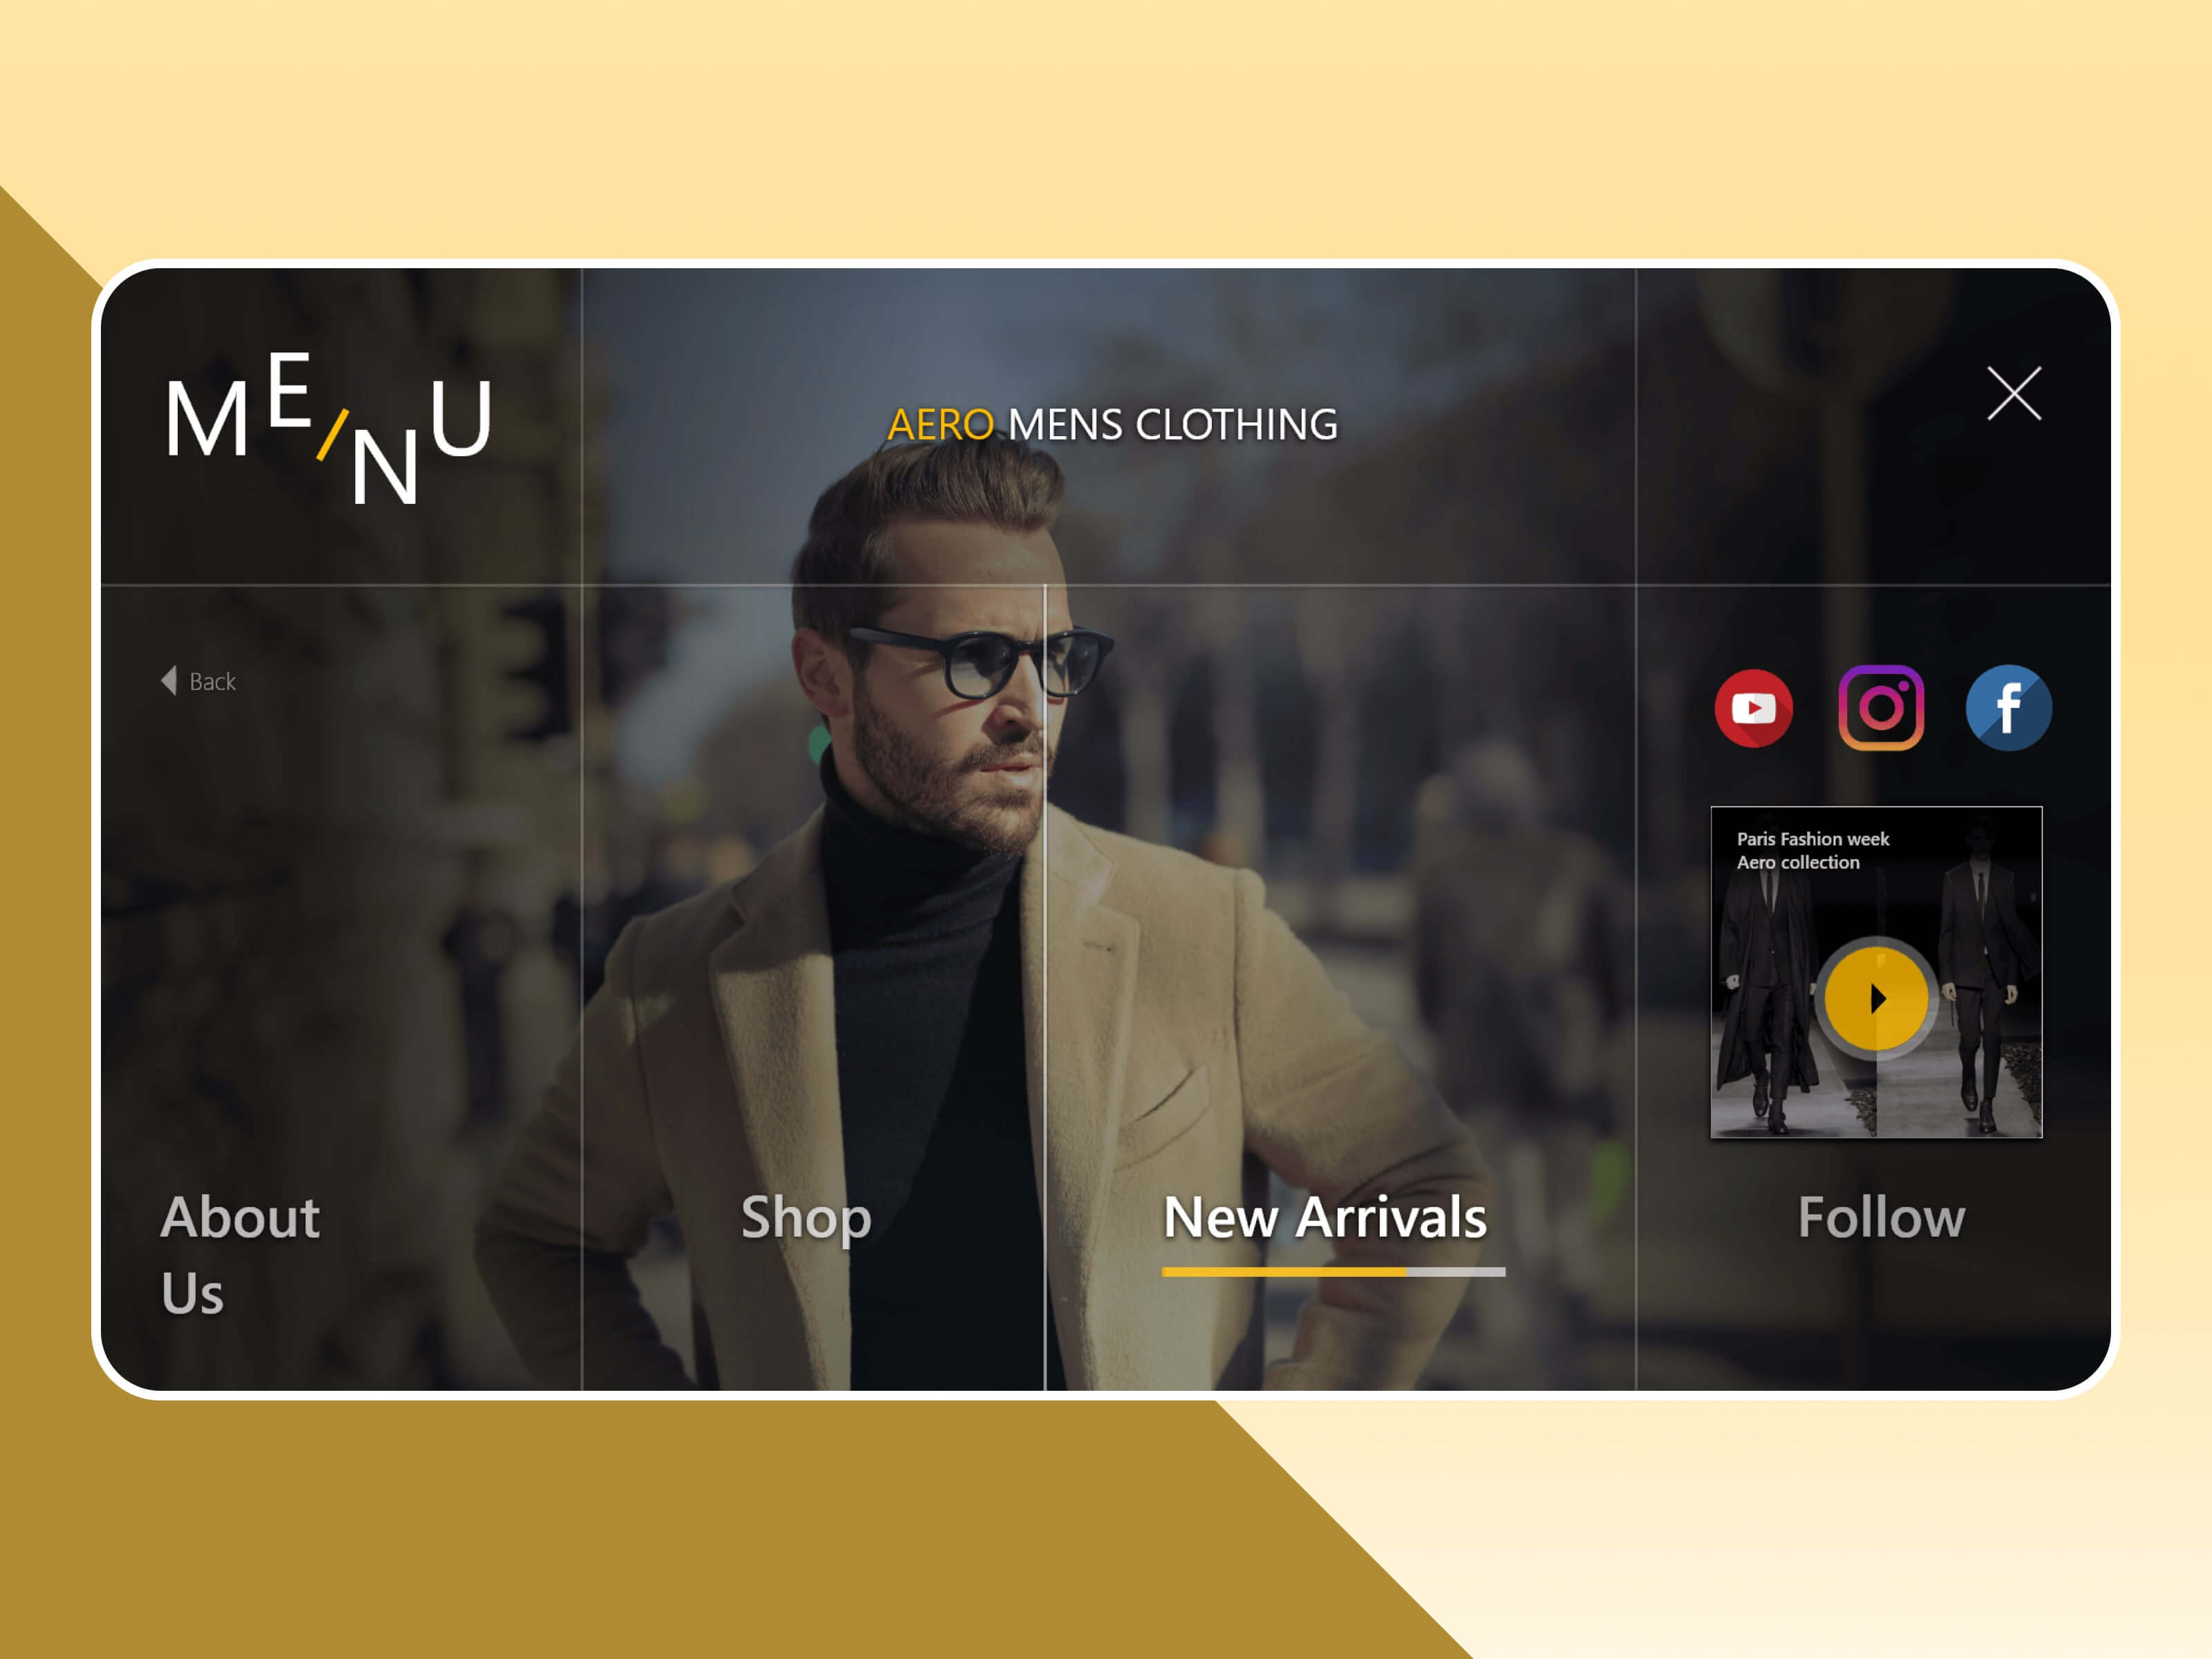 ME/NU
AERO MENS CLOTHING
Back
Paris Fashion week
Aero collection
About
Us
Shop
New Arrivals
Follow